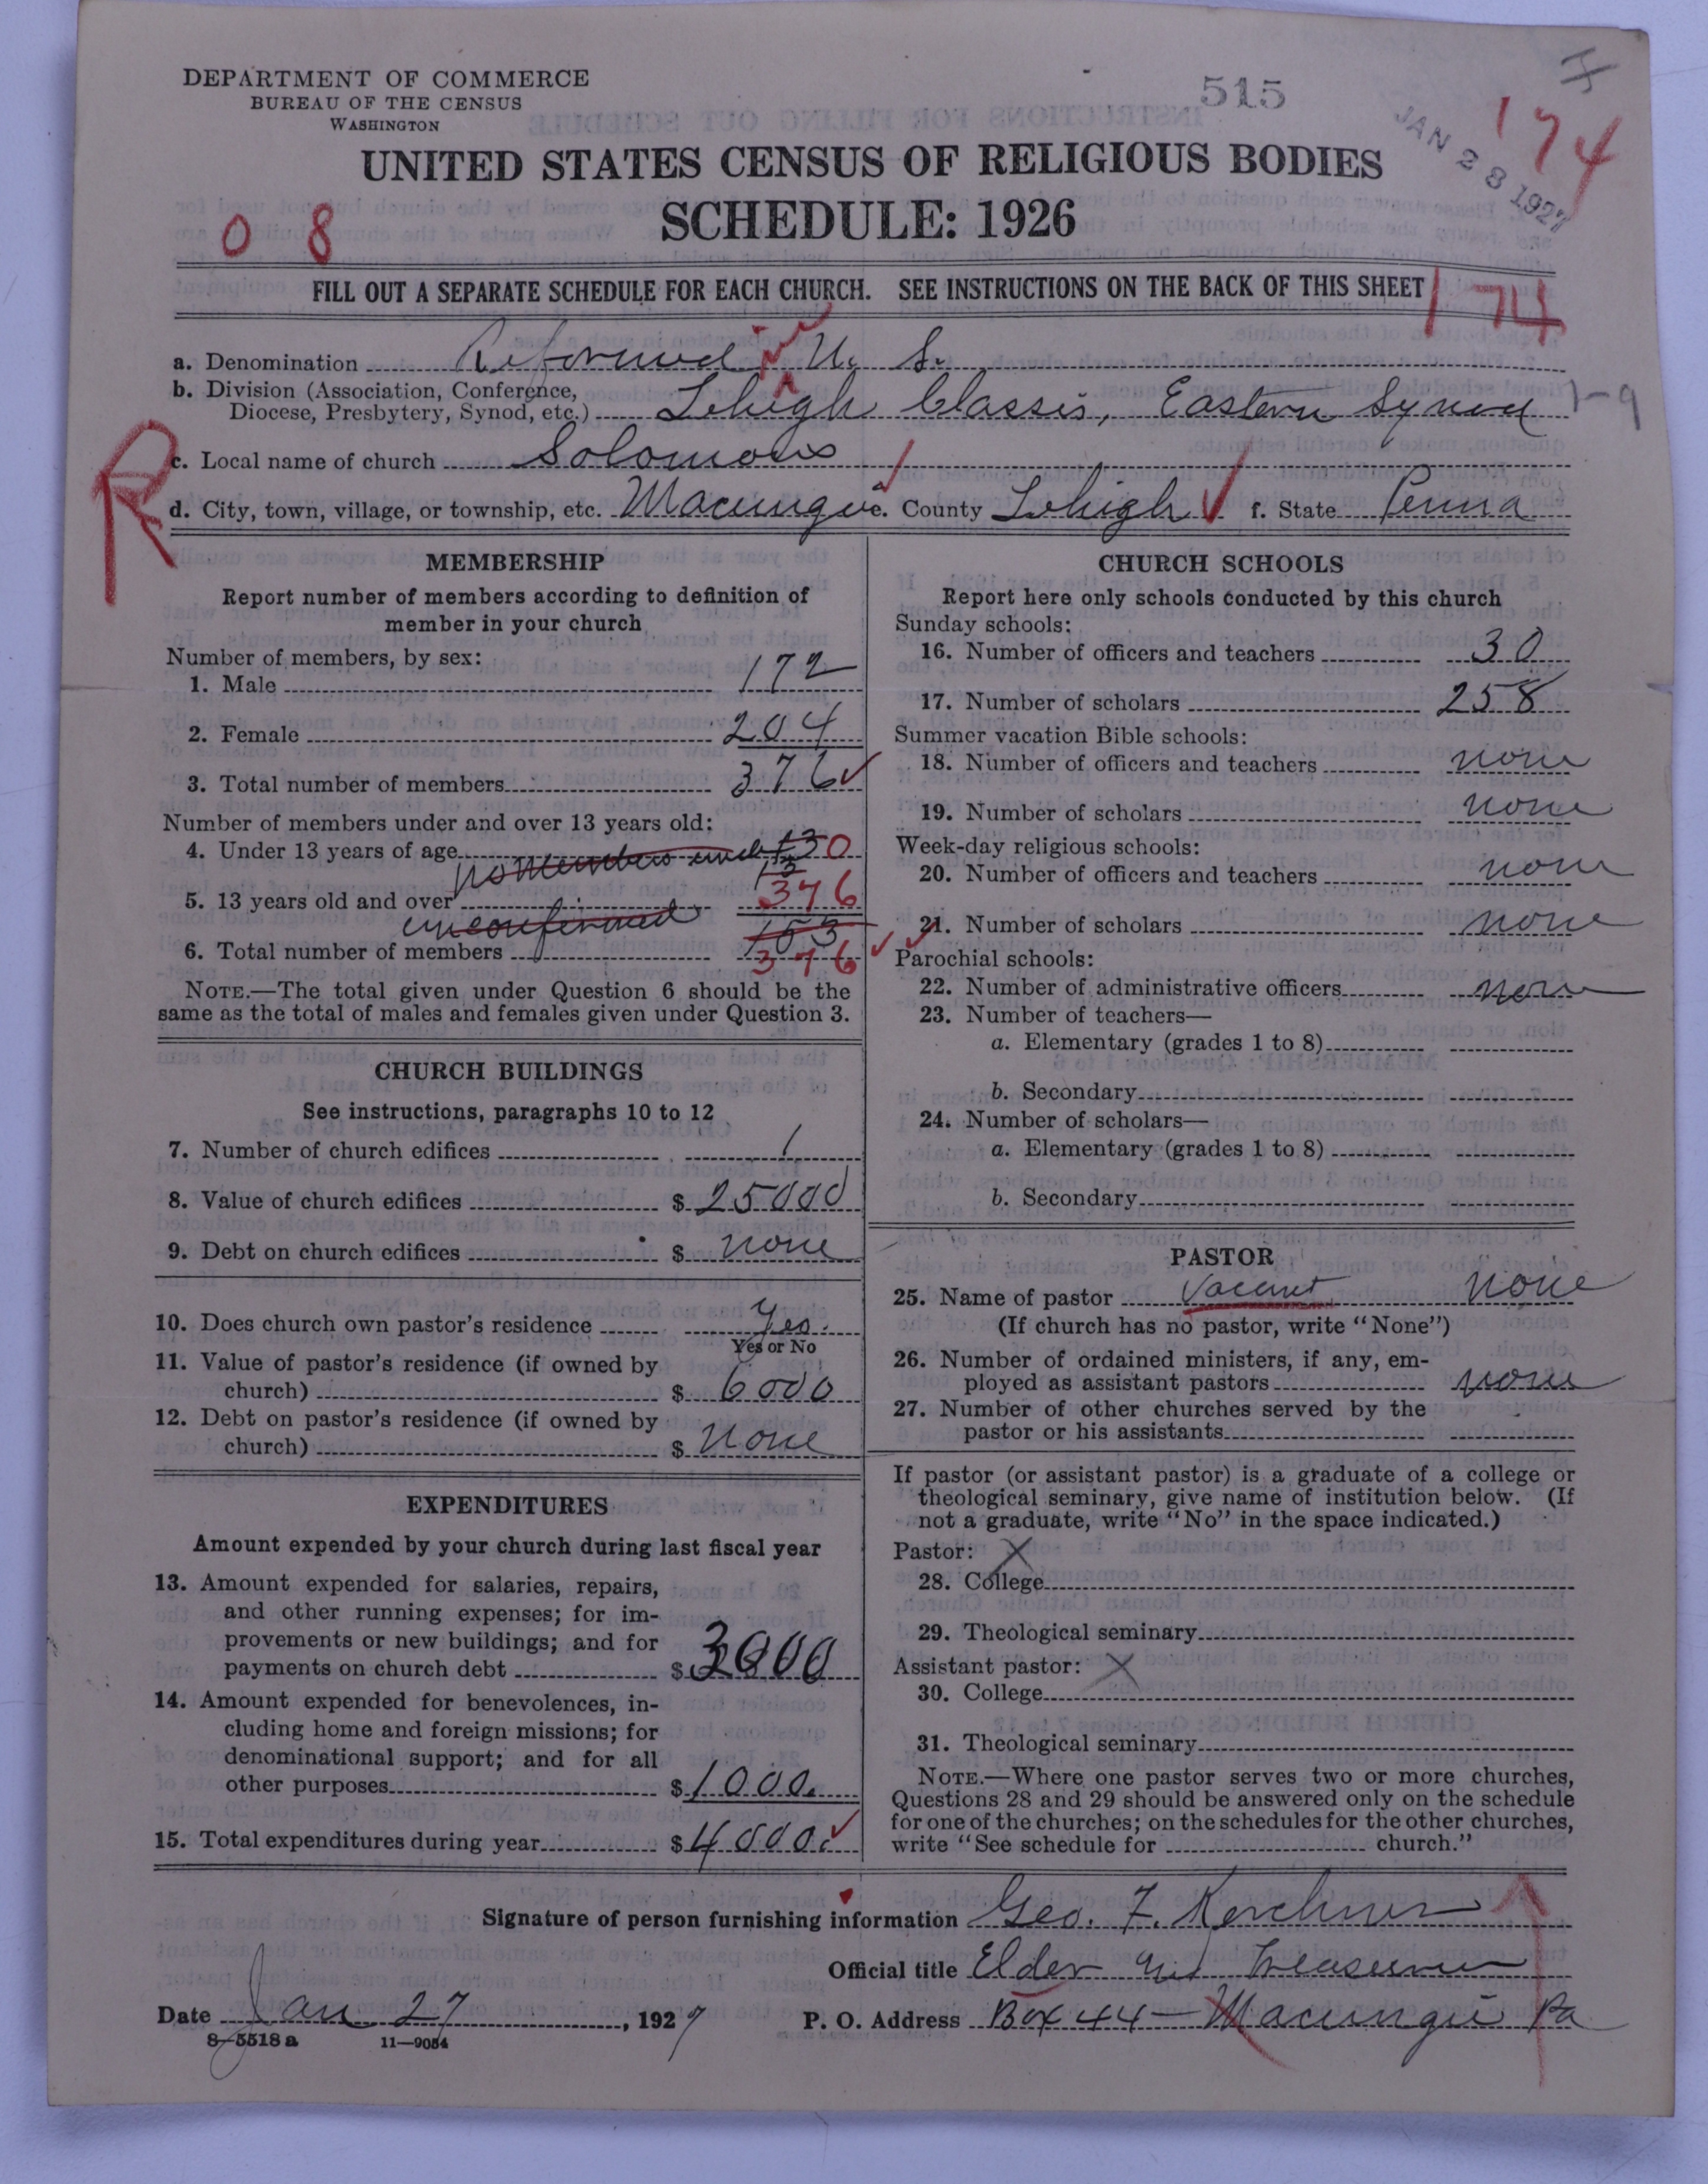 DEPARTMENT OF COMMERCE
BUREAU OF THE CENSUS
WASHINGTON
515
H
JAN 28 1927
174
UNITED STATES CENSUS OF RELIGIOUS BODIES
SCHEDULE: 1926
0 8
FILL OUT A SEPARATE SCHEDULE FOR EACH CHURCH. SEE INSTRUCTIONS ON THE BACK OF THIS SHEET
174
a. Denomination Reformed in U. S.
b. Division (Association, Conference,
Diocese, Presbytery, Synod, etc.) Lehigh Classis, Eastern Synod
1-9
R
c. Local name of church Solomons
d. City, town, village, or township, etc. Macungie e. County Lehigh f. State Penna
MEMBERSHIP
Report number of members according to definition of
member in your church
Number of members, by sex:
1. Male 172
2. Female 204
3. Total number of members 376
Number of members under and over 13 years old:
4. Under 13 years of age no members under 13 0
5. 13 years old and over 376
unconfirmed 153
6. Total number of members 376
NOTE.—The total given under Question 6 should be the
same as the total of males and females given under Question 3.
CHURCH BUILDINGS
See instructions, paragraphs 10 to 12
7. Number of church edifices 1
8. Value of church edifices $ 25000
9. Debt on church edifices $ none
10. Does church own pastor's residence Yes.
Yes or No
11. Value of pastor's residence (if owned by
church) $ 6000
12. Debt on pastor's residence (if owned by
church) $ None
EXPENDITURES
Amount expended by your church during last fiscal year
13. Amount expended for salaries, repairs,
and other running expenses; for im-
provements or new buildings; and for
payments on church debt $ 3000
14. Amount expended for benevolences, in-
cluding home and foreign missions; for
denominational support; and for all
other purposes $ 1000.
15. Total expenditures during year $ 4000.
CHURCH SCHOOLS
Report here only schools conducted by this church
Sunday schools:
16. Number of officers and teachers 30
17. Number of scholars 258
Summer vacation Bible schools:
18. Number of officers and teachers none
19. Number of scholars none
Week-day religious schools:
20. Number of officers and teachers none
21. Number of scholars none
Parochial schools:
22. Number of administrative officers none
23. Number of teachers—
a. Elementary (grades 1 to 8)
b. Secondary
24. Number of scholars—
a. Elementary (grades 1 to 8)
b. Secondary
PASTOR
25. Name of pastor Vacant none
(If church has no pastor, write "None")
26. Number of ordained ministers, if any, em-
ployed as assistant pastors none
27. Number of other churches served by the
pastor or his assistants
If pastor (or assistant pastor) is a graduate of a college or
theological seminary, give name of institution below. (If
not a graduate, write "No" in the space indicated.)
Pastor: X
28. College
29. Theological seminary
Assistant pastor: X
30. College
31. Theological seminary
NOTE.—Where one pastor serves two or more churches,
Questions 28 and 29 should be answered only on the schedule
for one of the churches; on the schedules for the other churches,
write "See schedule for church."
Signature of person furnishing information Geo. F. Kerchner
Official title Elder and Treasurer
Date Jan 27, 1927 P. O. Address Box 44 — Macungie Pa
8-5518 a 11—9054